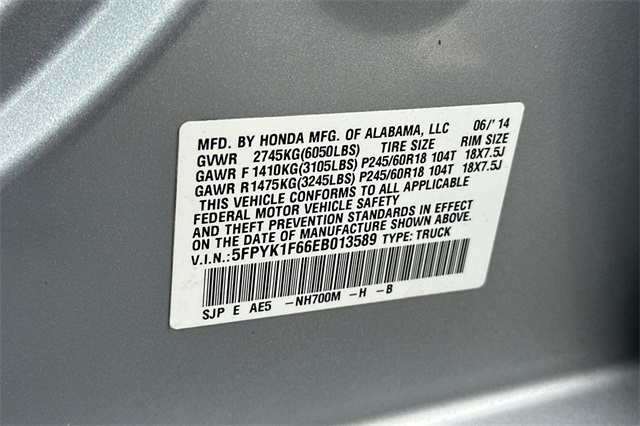 MFD. BY HONDA MFG. OF ALABAMA, LLC 06/'14
GVWR 2745KG(6050LBS) TIRE SIZE RIM SIZE
GAWR F 1410KG(3105LBS) P245/60R18 104T 18X7.5J
GAWR R 1475KG(3245LBS) P245/60R18 104T 18X7.5J
THIS VEHICLE CONFORMS TO ALL APPLICABLE
FEDERAL MOTOR VEHICLE SAFETY
AND THEFT PREVENTION STANDARDS IN EFFECT
ON THE DATE OF MANUFACTURE SHOWN ABOVE.
V.I.N.: 5FPYK1F66EB013589 TYPE: TRUCK
SJP E AE5 -NH700M -H -B